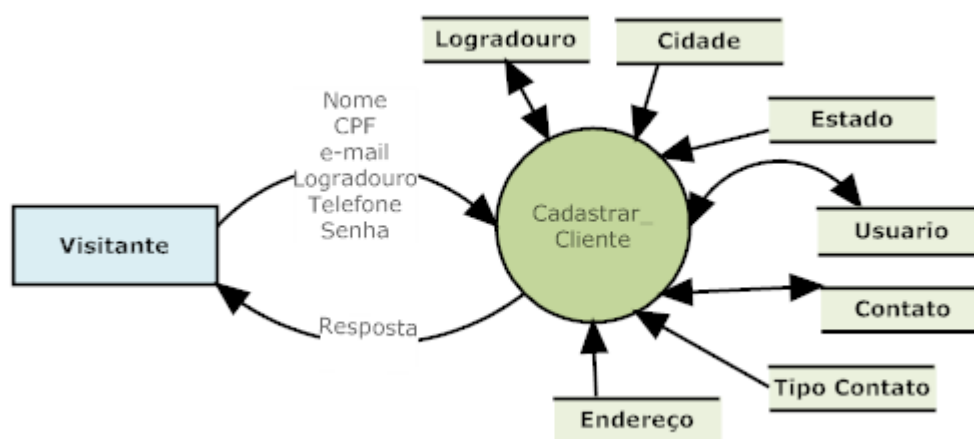 Logradouro
Cidade
Nome
CPF
e-mail
Logradouro
Telefone
Senha
Estado
Visitante
Cadastrar_
Cliente
Usuario
Contato
Resposta
Tipo Contato
Endereço